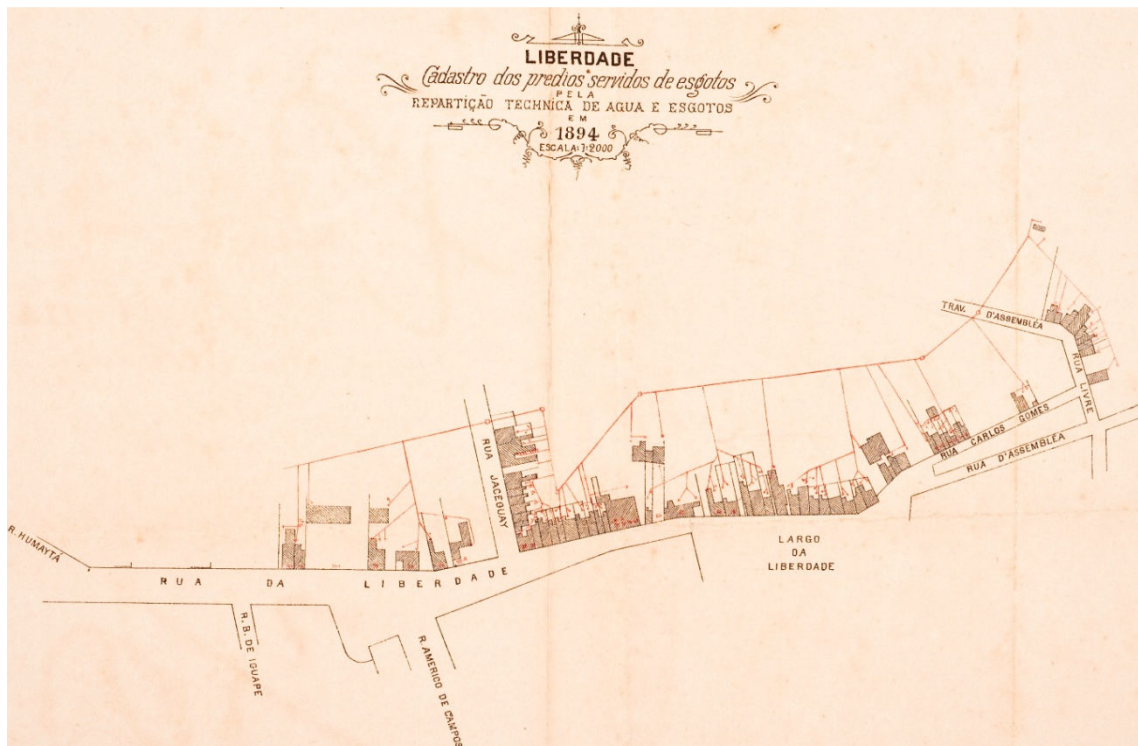 LIBERDADE
Cadastro dos predios servidos de esgotos
PELA
REPARTIÇÃO TECHNICA DE AGUA E ESGOTOS
EM
1894
ESCALA: 1:2000
TRAV. D'ASSEMBLÉA
RUA LIVRE
RUA CARLOS GOMES
RUA D'ASSEMBLÉA
RUA JACEGUAY
LARGO
DA
LIBERDADE
R. HUMAYTÁ
RUA DA LIBERDADE
R. B. DE IGUAPE
R. AMERICO DE CAMPOS